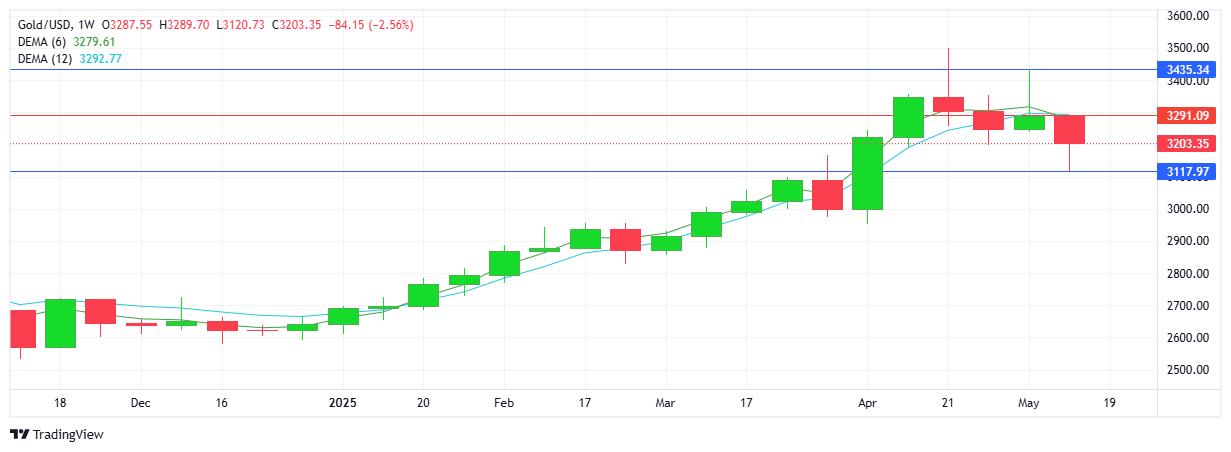 Gold/USD, 1W O3287.55 H3289.70 L3120.73 C3203.35 −84.15 (−2.56%)
DEMA (6) 3279.61
DEMA (12) 3292.77
3600.00
3500.00
3435.34
3400.00
3291.09
3203.35
3117.97
3000.00
2900.00
2800.00
2700.00
2600.00
2500.00
18 Dec 16 2025 20 Feb 17 Mar 17 Apr 21 May 19
TradingView